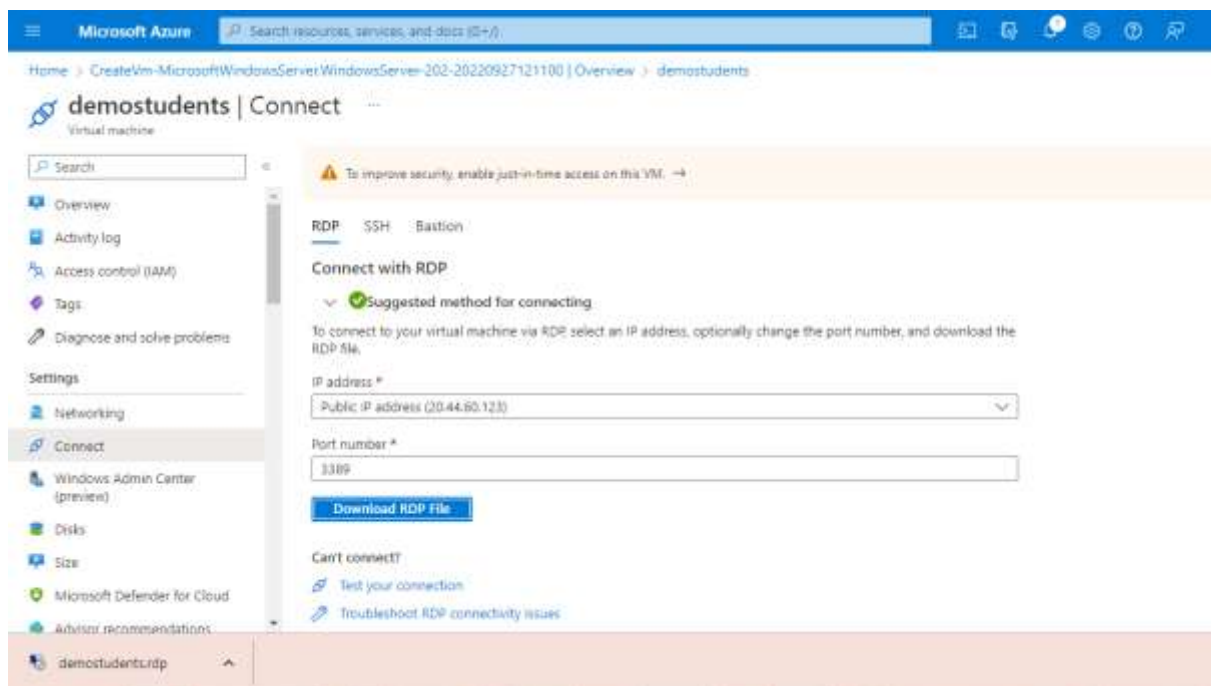 Microsoft Azure
Search resources, services, and docs (G+/)
Home > CreateVm-MicrosoftWindowsServer.WindowsServer-202-20220927121100 | Overview > demostudents
demostudents | Connect ...
Virtual machine
Search
To improve security, enable just-in-time access on this VM. →
Overview
Activity log
Access control (IAM)
Tags
Diagnose and solve problems
Settings
Networking
Connect
Windows Admin Center
(preview)
Disks
Size
Microsoft Defender for Cloud
Advisor recommendations
RDP SSH Bastion
Connect with RDP
Suggested method for connecting
To connect to your virtual machine via RDP, select an IP address, optionally change the port number, and download the
RDP file.
IP address *
Public IP address (20.44.60.123)
Port number *
3389
Download RDP File
Can't connect?
Test your connection
Troubleshoot RDP connectivity issues
demostudents.rdp